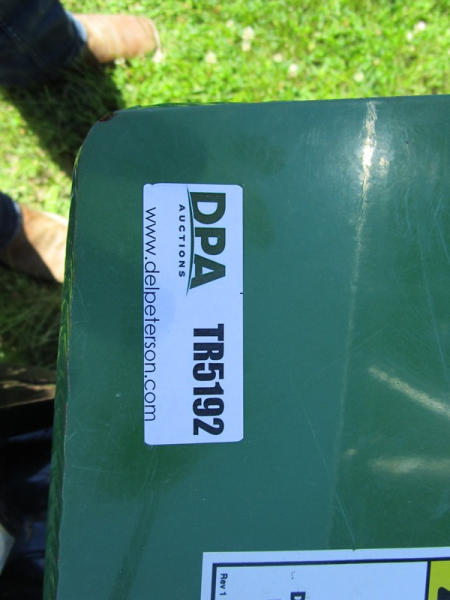 DPA
AUCTIONS
TR5192
www.delpeterson.com
Rev 1